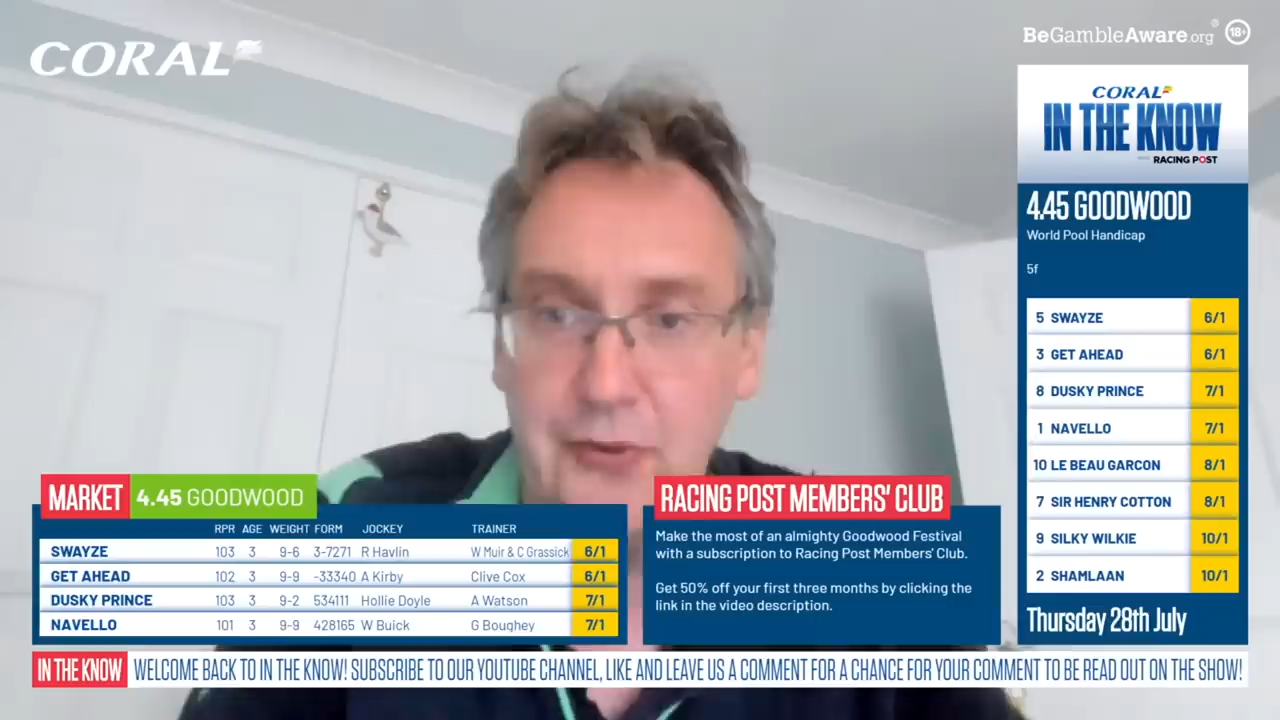 CORAL
BeGambleAware.org® 18+
CORAL
IN THE KNOW
RACING POST
4.45 GOODWOOD
World Pool Handicap
5f
5 SWAYZE 6/1
3 GET AHEAD 6/1
8 DUSKY PRINCE 7/1
1 NAVELLO 7/1
10 LE BEAU GARCON 8/1
7 SIR HENRY COTTON 8/1
9 SILKY WILKIE 10/1
2 SHAMLAAN 10/1
Thursday 28th July
MARKET 4.45 GOODWOOD
RPR AGE WEIGHT FORM JOCKEY TRAINER
SWAYZE 103 3 9-6 3-7271 R Havlin W Muir & C Grassick 6/1
GET AHEAD 102 3 9-9 -33340 A Kirby Clive Cox 6/1
DUSKY PRINCE 103 3 9-2 534111 Hollie Doyle A Watson 7/1
NAVELLO 101 3 9-9 428165 W Buick G Boughey 7/1
RACING POST MEMBERS' CLUB
Make the most of an almighty Goodwood Festival
with a subscription to Racing Post Members' Club.
Get 50% off your first three months by clicking the
link in the video description.
IN THE KNOW WELCOME BACK TO IN THE KNOW! SUBSCRIBE TO OUR YOUTUBE CHANNEL, LIKE AND LEAVE US A COMMENT FOR A CHANCE FOR YOUR COMMENT TO BE READ OUT ON THE SHOW!